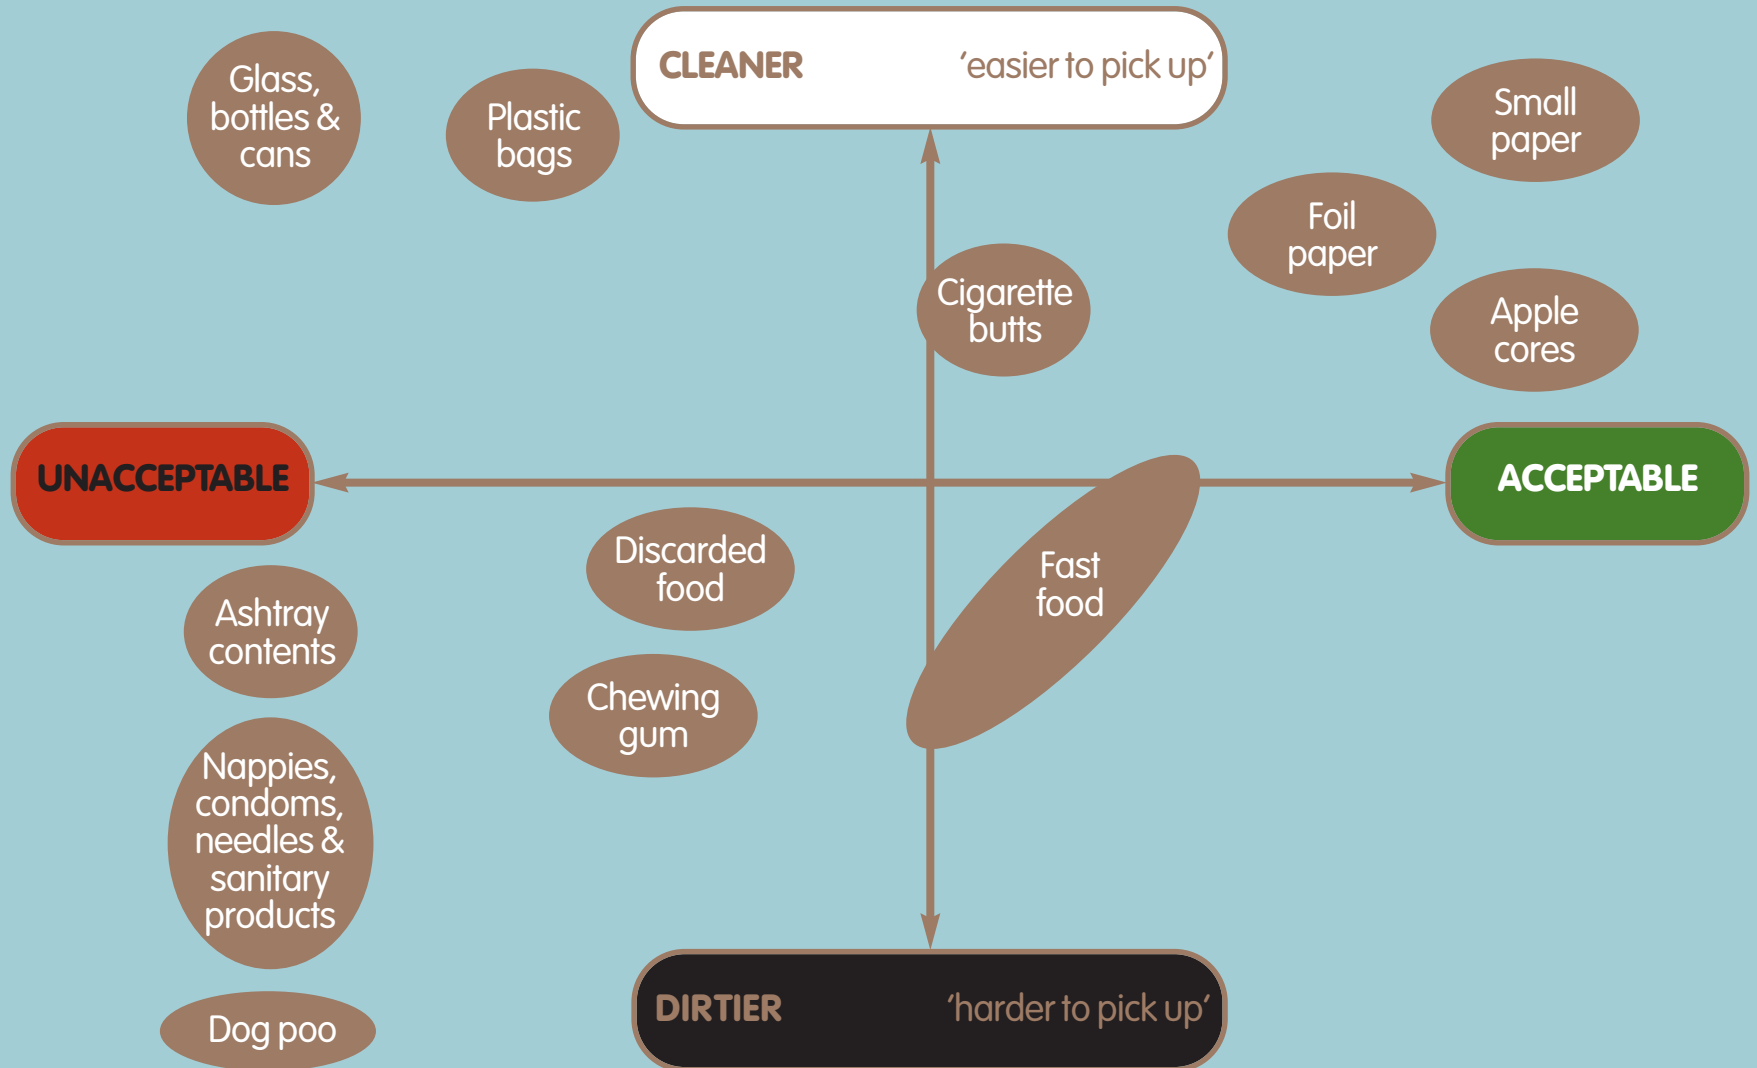 CLEANER 'easier to pick up'
Glass,
bottles &
cans
Plastic
bags
Small
paper
Foil
paper
Cigarette
butts
Apple
cores
UNACCEPTABLE
ACCEPTABLE
Discarded
food
Fast
food
Ashtray
contents
Chewing
gum
Nappies,
condoms,
needles &
sanitary
products
DIRTIER 'harder to pick up'
Dog poo